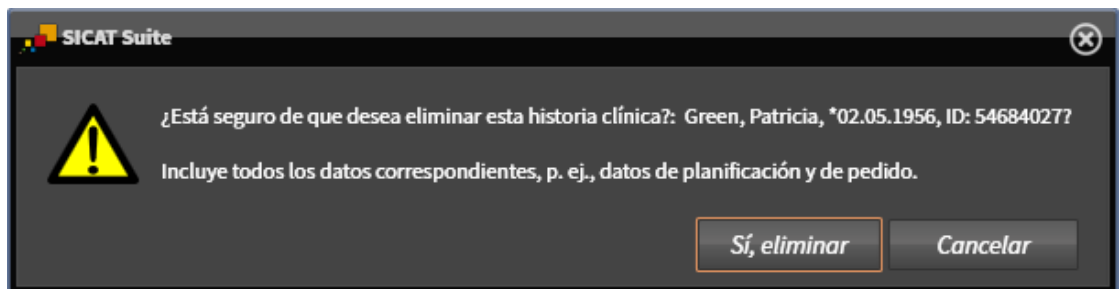 SICAT Suite
¿Está seguro de que desea eliminar esta historia clínica?: Green, Patricia, *02.05.1956, ID: 54684027?
Incluye todos los datos correspondientes, p. ej., datos de planificación y de pedido.
Sí, eliminar
Cancelar